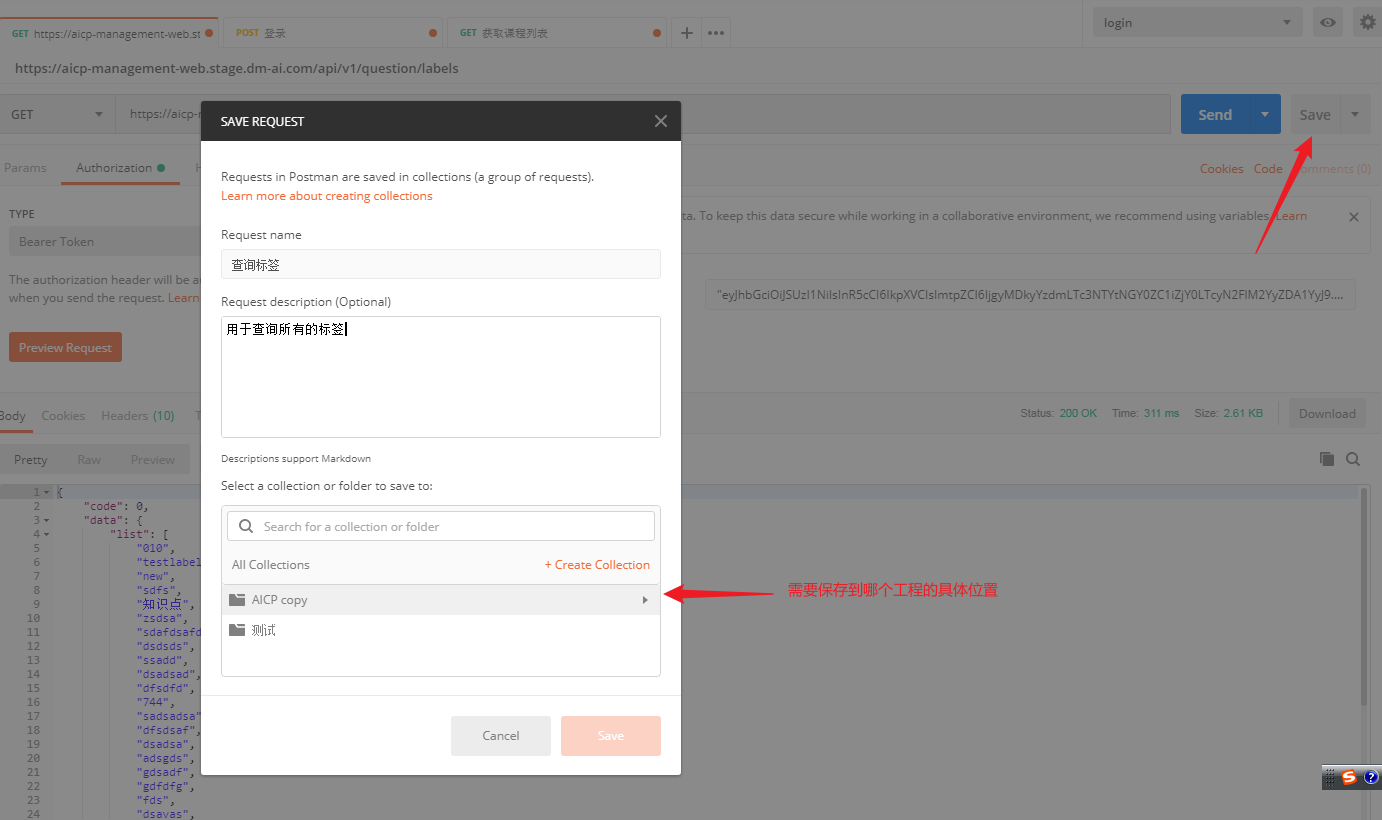 GET https://aicp-management-web.st
POST 登录
GET 获取课程列表
login
https://aicp-management-web.stage.dm-ai.com/api/v1/question/labels
GET
https://aicp-
Send
Save
SAVE REQUEST
Params
Authorization
Cookies
Code
Comments (0)
Requests in Postman are saved in collections (a group of requests).
Learn more about creating collections
TYPE
Bearer Token
ta. To keep this data secure while working in a collaborative environment, we recommend using variables. Learn
Request name
查询标签
The authorization header will be a
when you send the request. Learn
Request description (Optional)
用于查询所有的标签
Preview Request
Body
Cookies
Headers (10)
Status: 200 OK
Time: 311 ms
Size: 2.61 KB
Download
Pretty
Raw
Preview
Descriptions support Markdown
Select a collection or folder to save to:
Search for a collection or folder
All Collections
+ Create Collection
AICP copy
需要保存到哪个工程的具体位置
测试
Cancel
Save
1 {
2 "code": 0,
3 "data": {
4 "list": [
5 "010",
6 "testlabel
7 "new",
8 "sdfs",
9 "知识点",
10 "zsdsa",
11 "sdafdsafd
12 "dsdsds",
13 "ssadd",
14 "dsadsad",
15 "dfsdfd",
16 "744",
17 "sadsadsa"
18 "dfsdsaf",
19 "dsadsa",
20 "adsgds",
21 "gdsadf",
22 "gdfdfg",
23 "fds",
24 "dsavas",